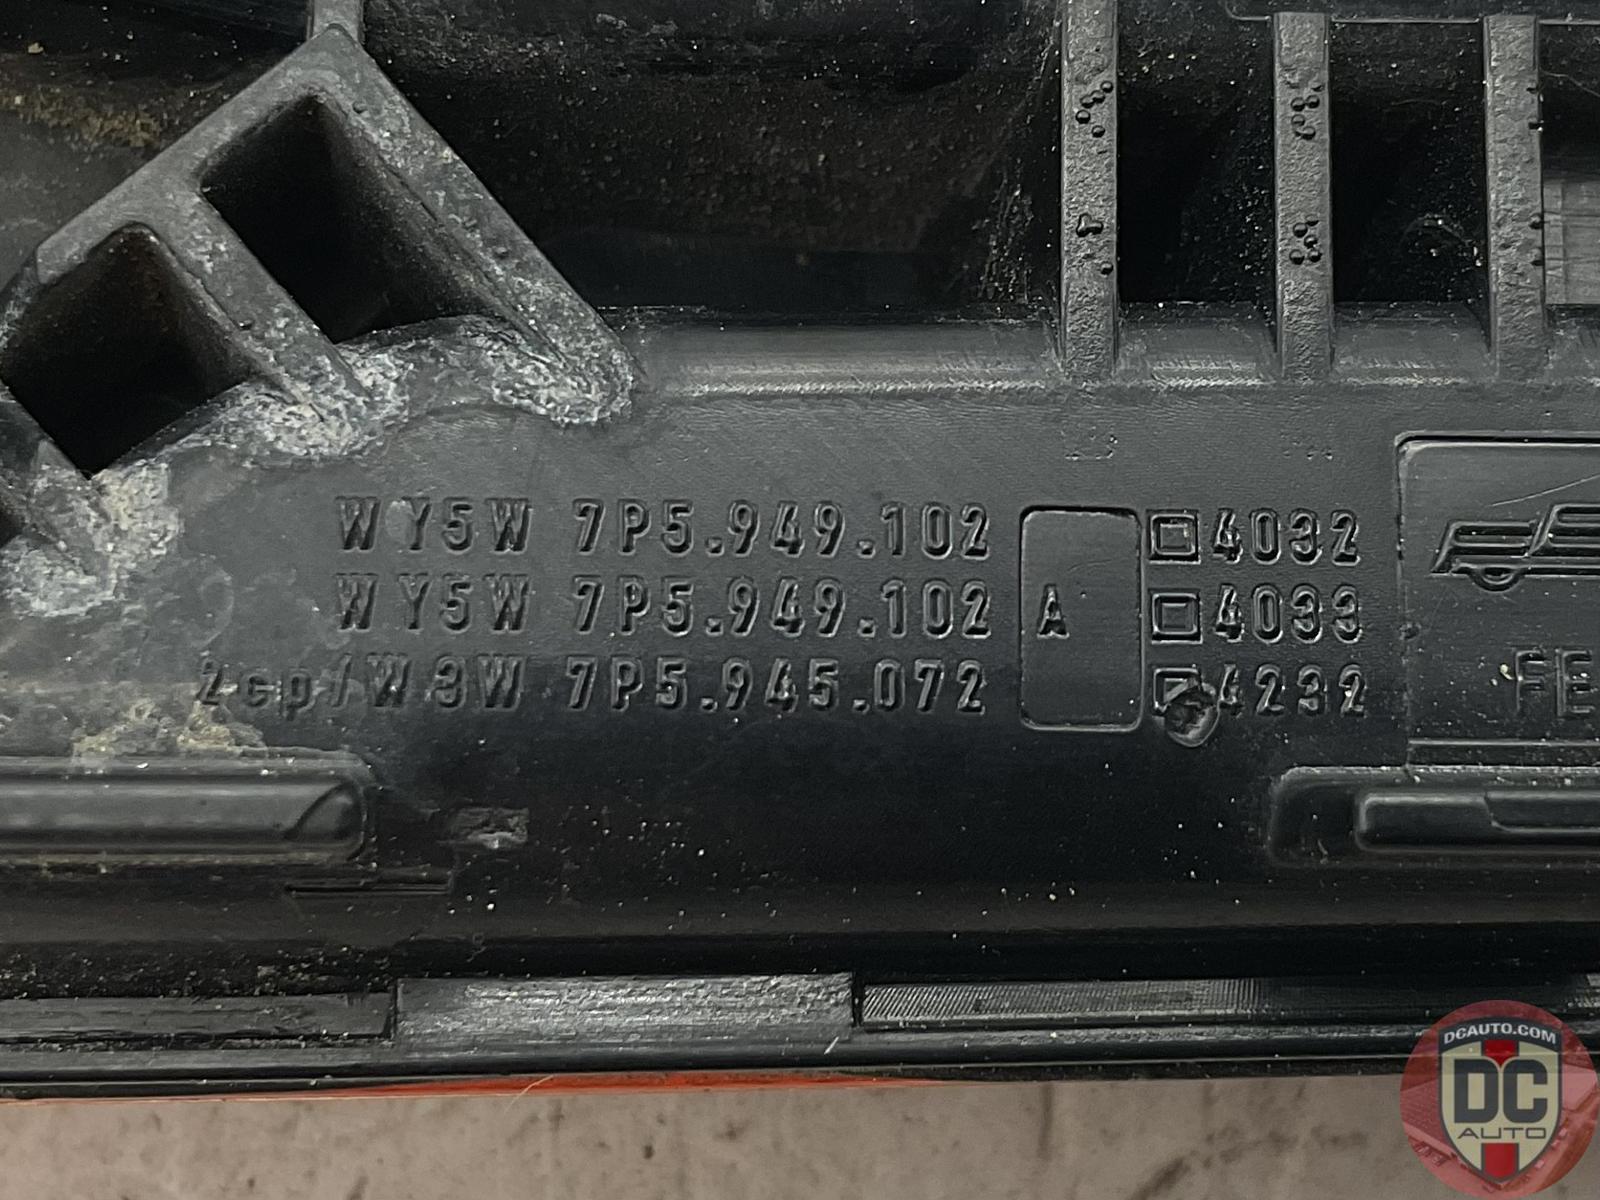 WY5W 7P5.949.102 4032
WY5W 7P5.949.102 A 4033
2cp/W3W 7P5.945.072 4232
FE
DCAUTO.COM
DC
AUTO